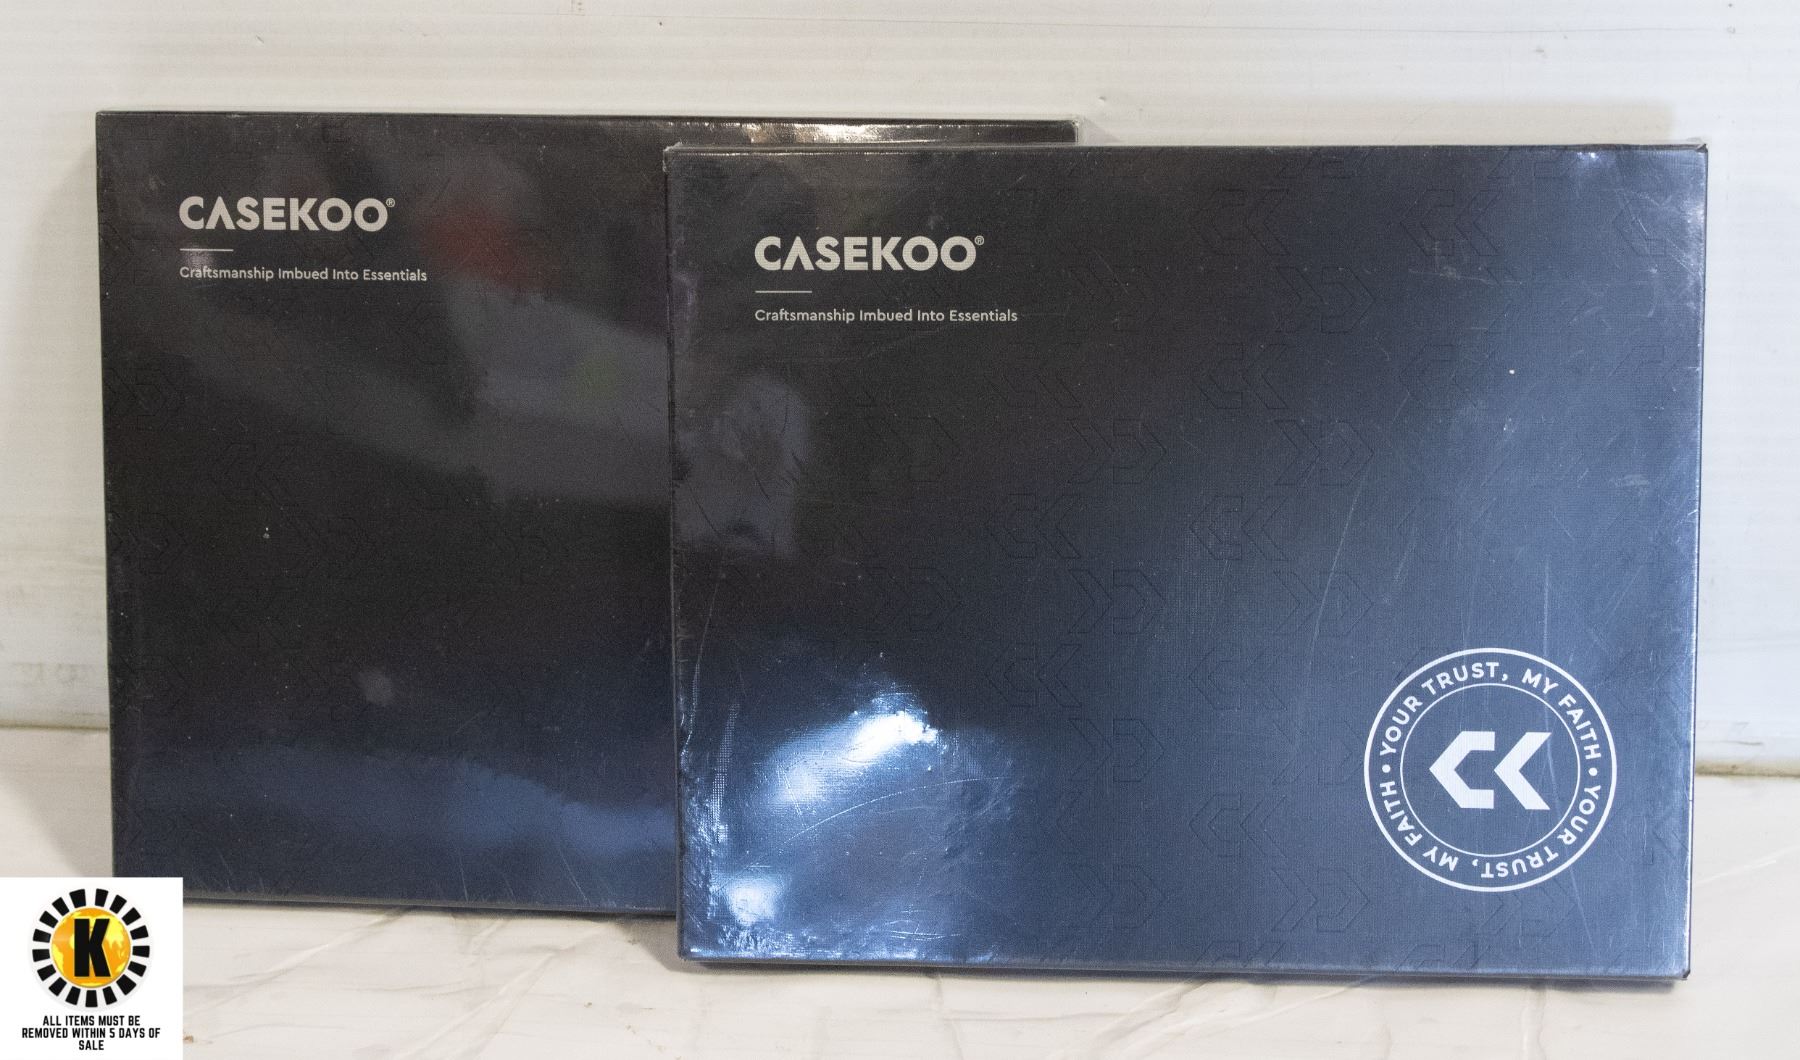 CASEKOO®
Craftsmanship Imbued Into Essentials
CASEKOO®
Craftsmanship Imbued Into Essentials
• YOUR TRUST, MY FAITH • YOUR TRUST, MY FAITH
CK
K
ALL ITEMS MUST BE
REMOVED WITHIN 5 DAYS OF
SALE